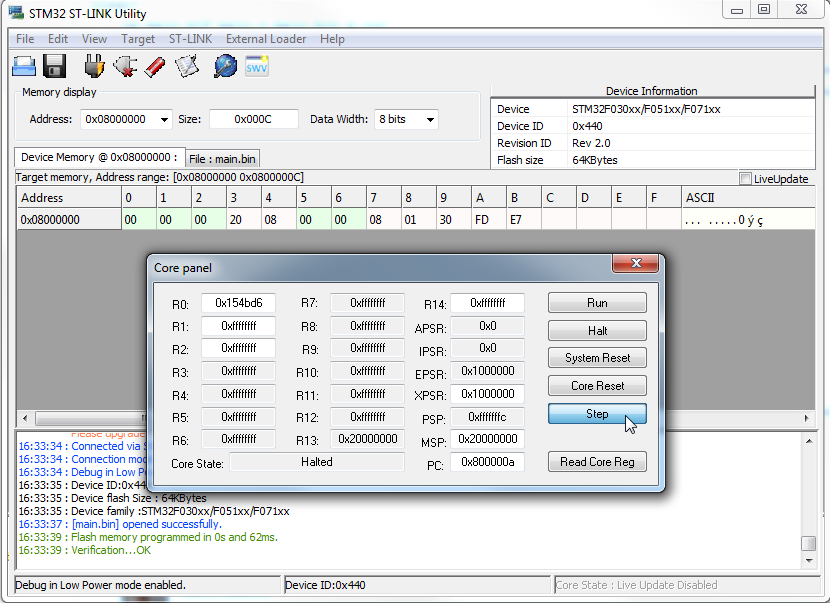 STM32 ST-LINK Utility
File Edit View Target ST-LINK External Loader Help
SWV
Memory display
Address: 0x08000000 Size: 0x000C Data Width: 8 bits
Device Information
Device STM32F030xx/F051xx/F071xx
Device ID 0x440
Revision ID Rev 2.0
Flash size 64KBytes
Device Memory @ 0x08000000 : File : main.bin
Target memory, Address range: [0x08000000 0x0800000C]
LiveUpdate
Address 0 1 2 3 4 5 6 7 8 9 A B C D E F ASCII
0x08000000 00 00 00 20 08 00 00 08 01 30 FD E7 ... .....0ýç
Core panel
R0: 0x154bd6 R7: 0xffffffff R14: 0xffffffff Run
R1: 0xffffffff R8: 0xffffffff APSR: 0x0 Halt
R2: 0xffffffff R9: 0xffffffff IPSR: 0x0 System Reset
R3: 0xffffffff R10: 0xffffffff EPSR: 0x1000000 Core Reset
R4: 0xffffffff R11: 0xffffffff XPSR: 0x1000000 Step
R5: 0xffffffff R12: 0xffffffff PSP: 0xfffffffc
R6: 0xffffffff R13: 0x20000000 MSP: 0x20000000
Core State: Halted PC: 0x800000a Read Core Reg
Please upgrade
16:33:34 : Connected via S
16:33:34 : Connection mod
16:33:34 : Debug in Low Po
16:33:35 : Device ID:0x440
16:33:35 : Device flash Size : 64KBytes
16:33:35 : Device family :STM32F030xx/F051xx/F071xx
16:33:37 : [main.bin] opened successfully.
16:33:39 : Flash memory programmed in 0s and 62ms.
16:33:39 : Verification...OK
Debug in Low Power mode enabled. Device ID:0x440 Core State : Live Update Disabled